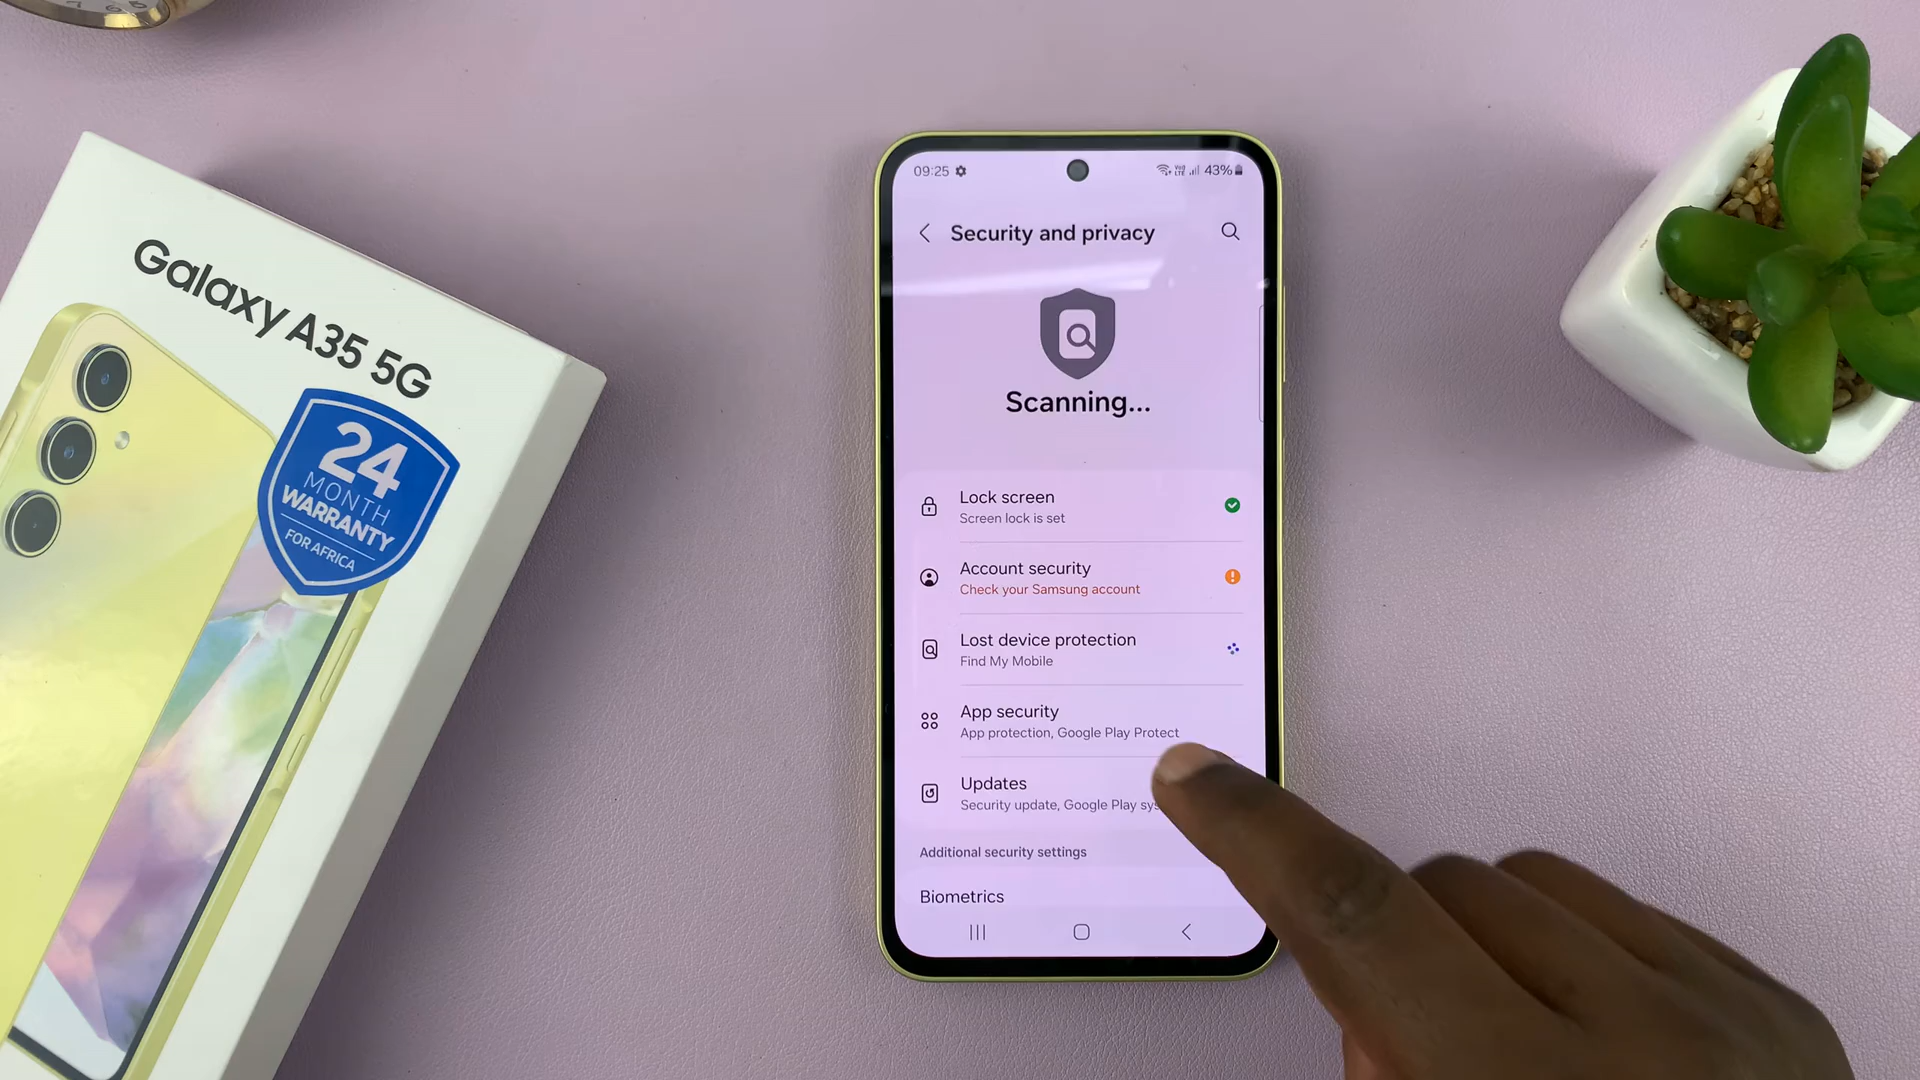 Galaxy A35 5G
24
MONTH
WARRANTY
FOR AFRICA
09:25
43%
Security and privacy
Scanning...
Lock screen
Screen lock is set
Account security
Check your Samsung account
Lost device protection
Find My Mobile
App security
App protection, Google Play Protect
Updates
Security update, Google Play
Additional security settings
Biometrics